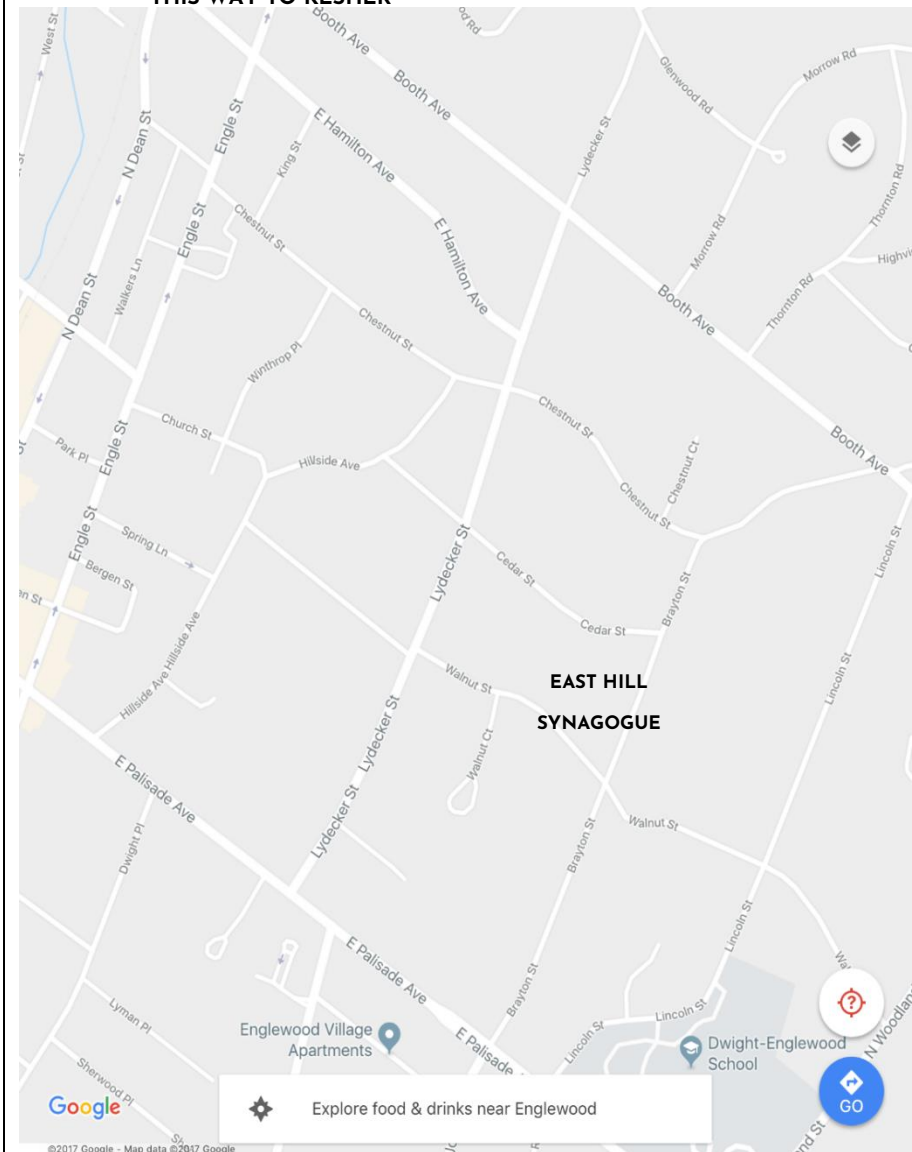 THIS WAY TO KESHER
West St
Booth Ave
Booth Ave
Glenwood Rd
Morrow Rd
N Dean St
Engle St
King St
E Hamilton Ave
Lydecker St
Thornton Rd
Engle St
Chestnut St
E Hamilton Ave
Morrow Rd
Walkers Ln
N Dean St
Booth Ave
Thornton Rd
Chestnut St
Winthrop Pl
Church St
Chestnut St
Booth Ave
Park Pl
Engle St
Hillside Ave
Chestnut Ct
Chestnut St
Engle St
Spring Ln
Bergen St
Lydecker St
Cedar St
Lincoln St
Brayton St
Cedar St
Hillside Ave
Hillside Ave
Walnut St
EAST HILL
SYNAGOGUE
Lincoln St
Lydecker St
Walnut Ct
E Palisade Ave
Lydecker St
Walnut St
Dwight Pl
Brayton St
Lincoln St
E Palisade Ave
Brayton St
Lincoln St
Lincoln St
Lyman Pl
Englewood Village
Apartments
E Palisade
Dwight-Englewood
School
Sherwood Pl
Google
Explore food & drinks near Englewood
GO
©2017 Google - Map data ©2017 Google